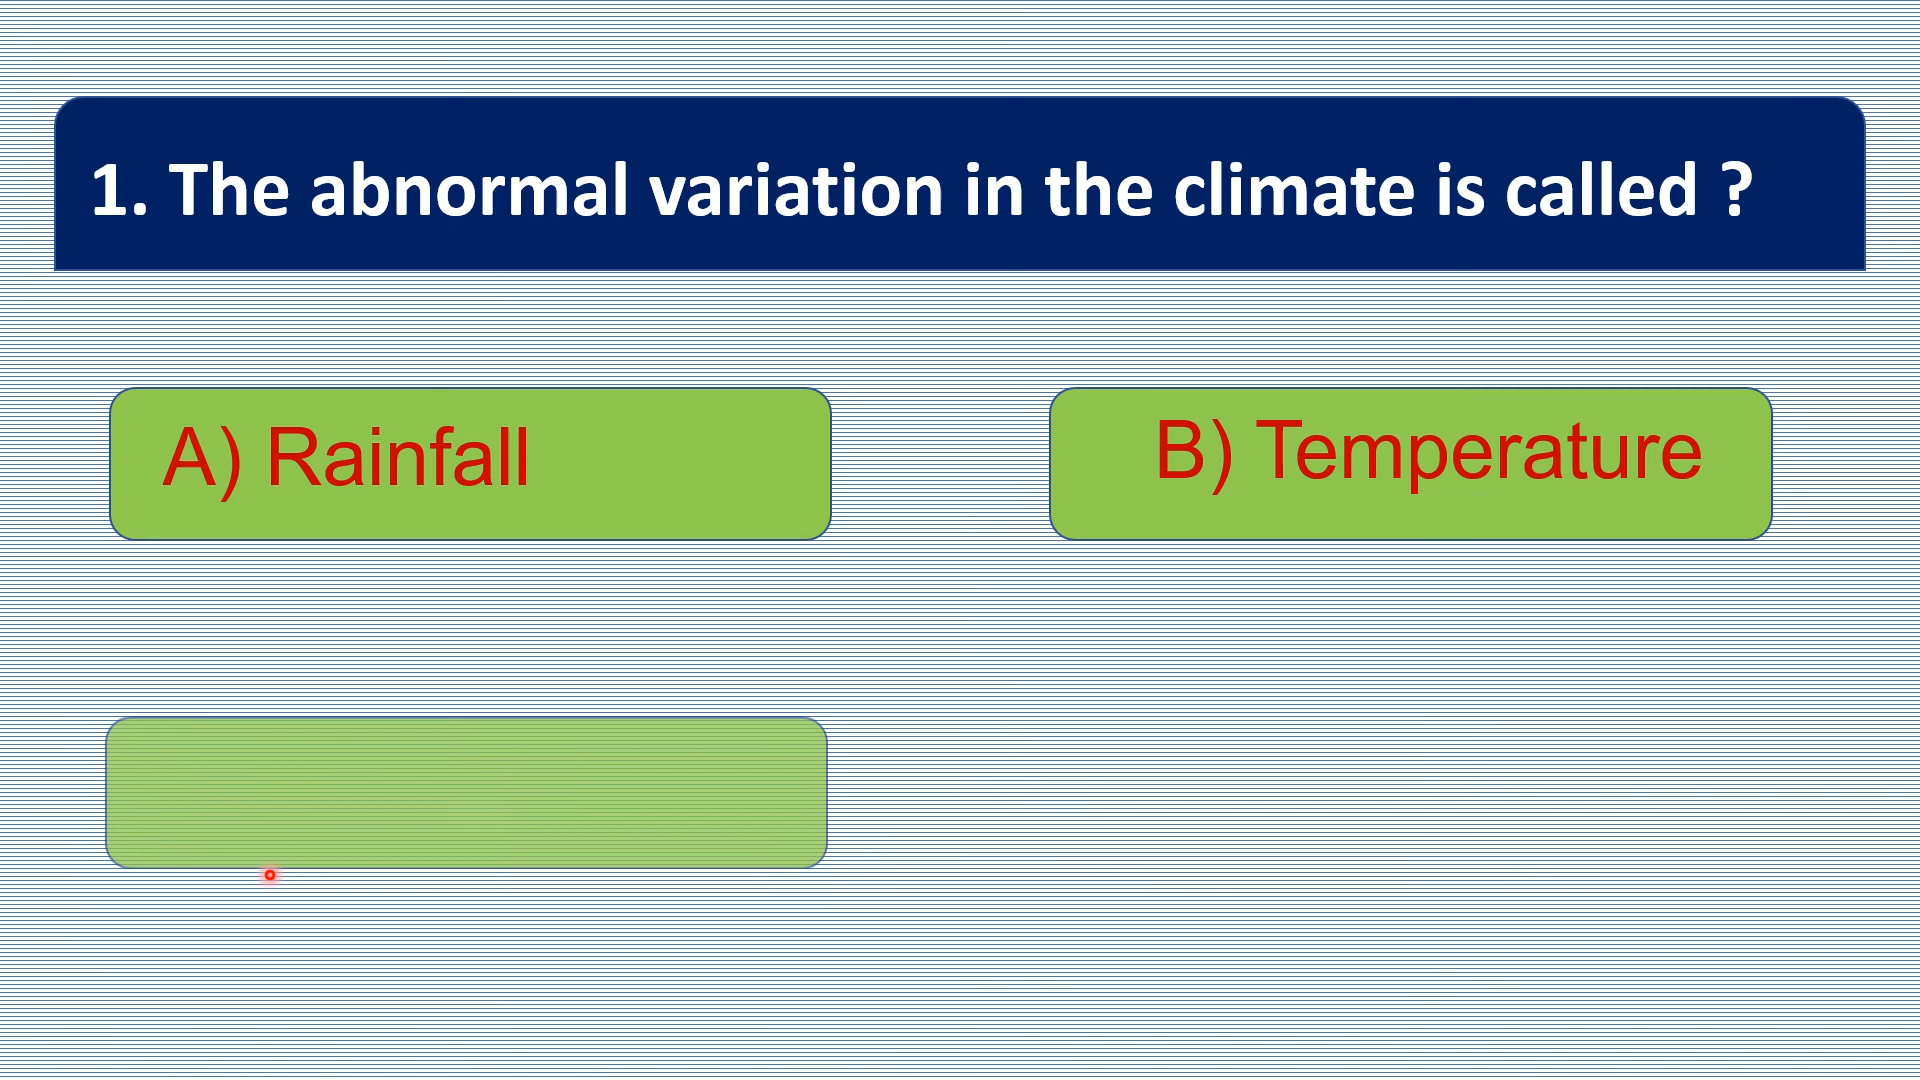 1. The abnormal variation in the climate is called ?
A) Rainfall
B) Temperature